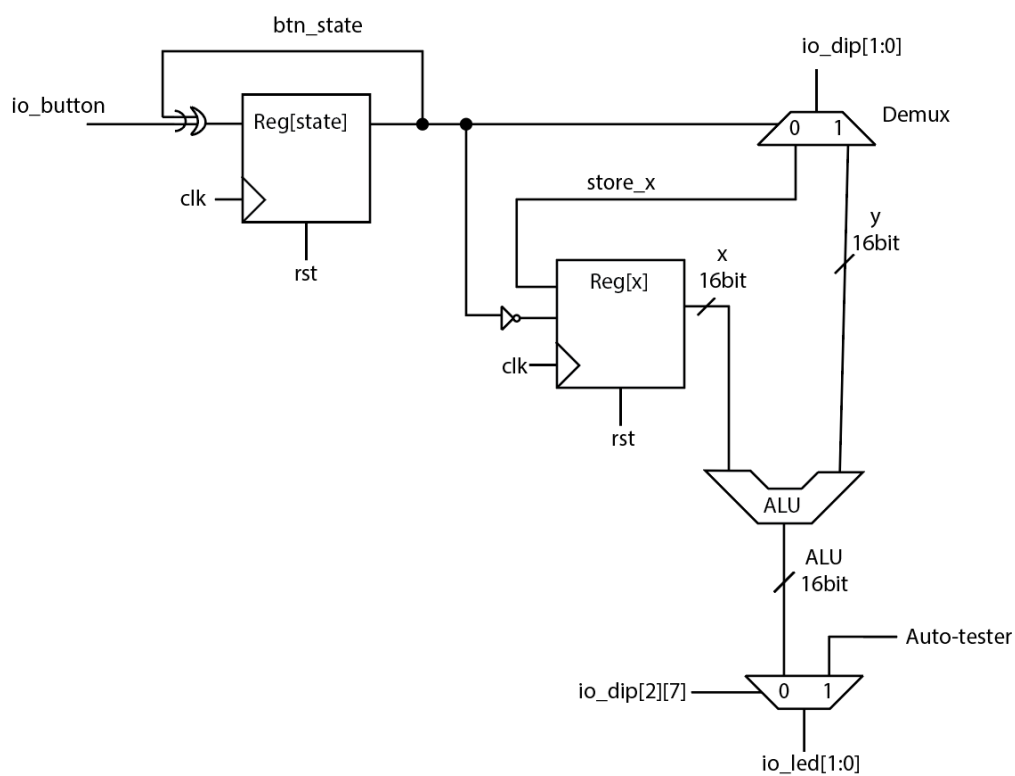 btn_state
io_dip[1:0]
io_button
Reg[state]
0 1
Demux
clk
store_x
y
16bit
rst
x
16bit
Reg[x]
clk
rst
ALU
ALU
16bit
Auto-tester
io_dip[2][7]
0 1
io_led[1:0]